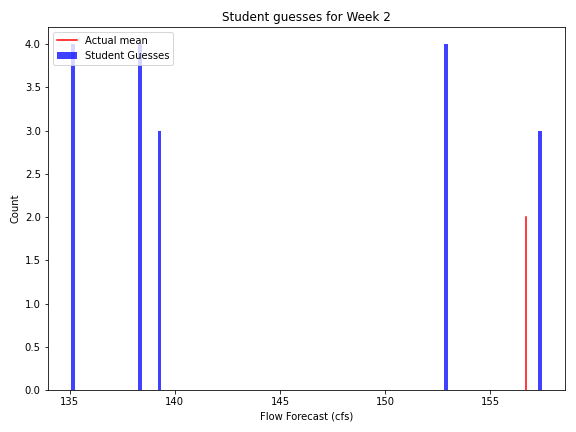 Student guesses for Week 2
Actual mean
Student Guesses
4.0
3.5
3.0
2.5
2.0
1.5
1.0
0.5
0.0
Count
135 140 145 150 155
Flow Forecast (cfs)